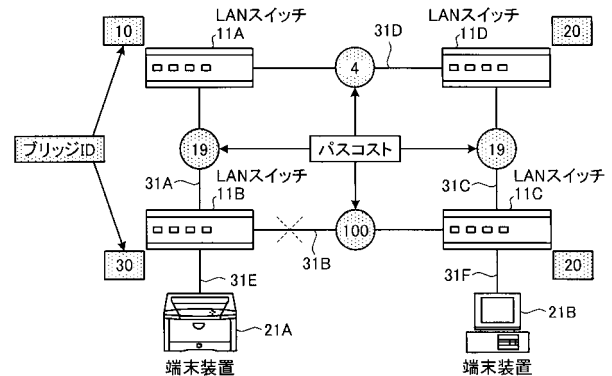 LANスイッチ
11A
10
31D
LANスイッチ
11D
20
4
ブリッジID
19
パスコスト
19
31A
LANスイッチ
11B
31C
LANスイッチ
11C
100
31B
30
31E
31F
20
21A
21B
端末装置
端末装置